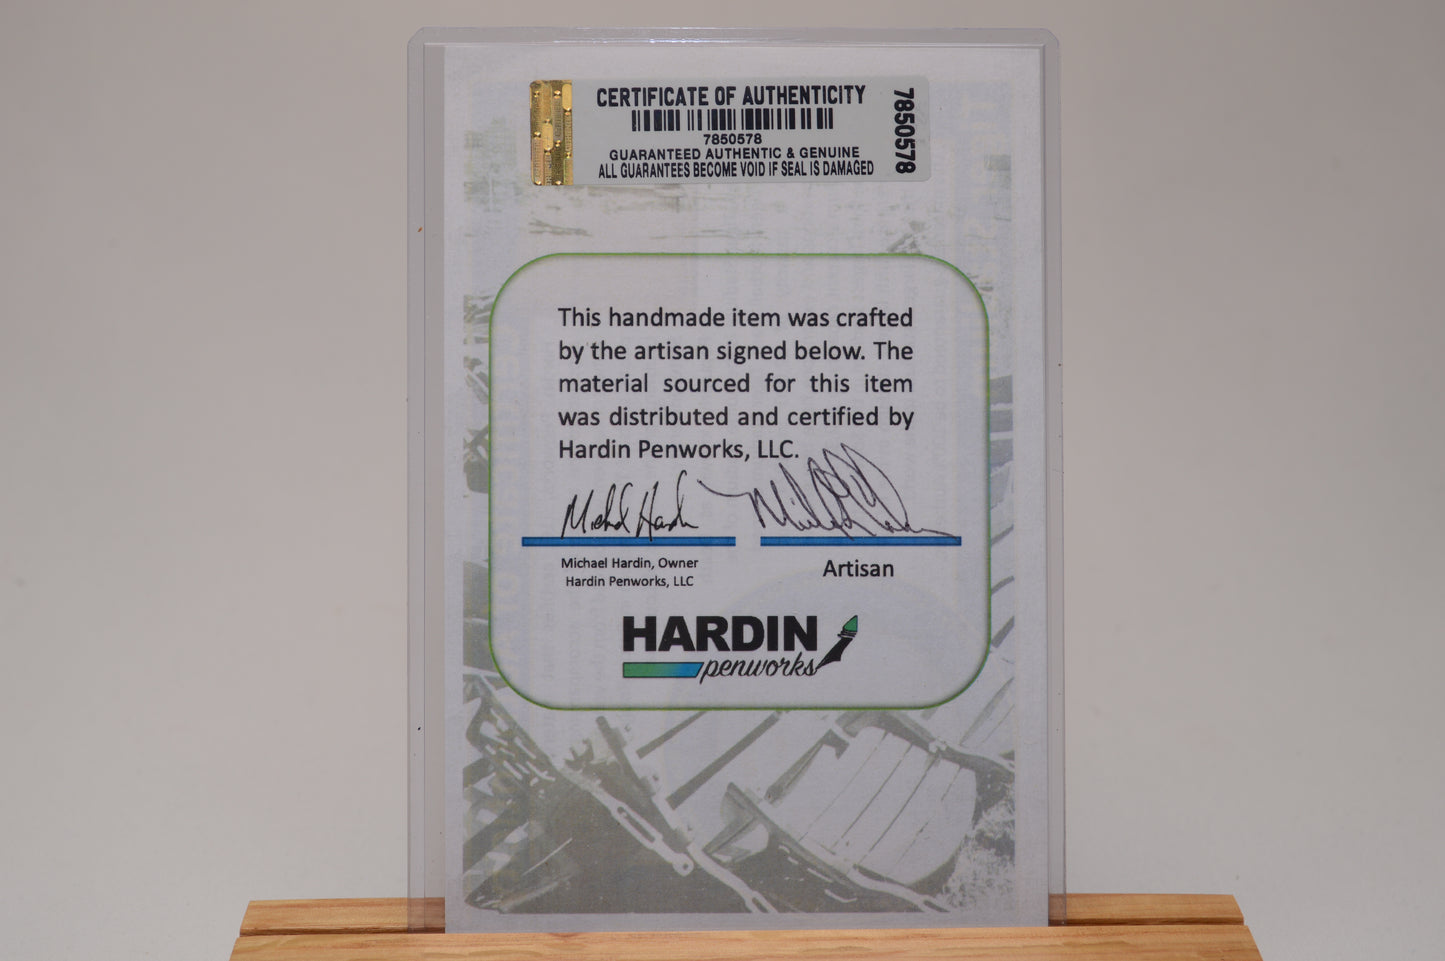 CERTIFICATE OF AUTHENTICITY
7850578
GUARANTEED AUTHENTIC & GENUINE
ALL GUARANTEES BECOME VOID IF SEAL IS DAMAGED
7850578
This handmade item was crafted
by the artisan signed below. The
material sourced for this item
was distributed and certified by
Hardin Penworks, LLC.
Michael Hardin, Owner
Hardin Penworks, LLC
Artisan
HARDIN
penworks